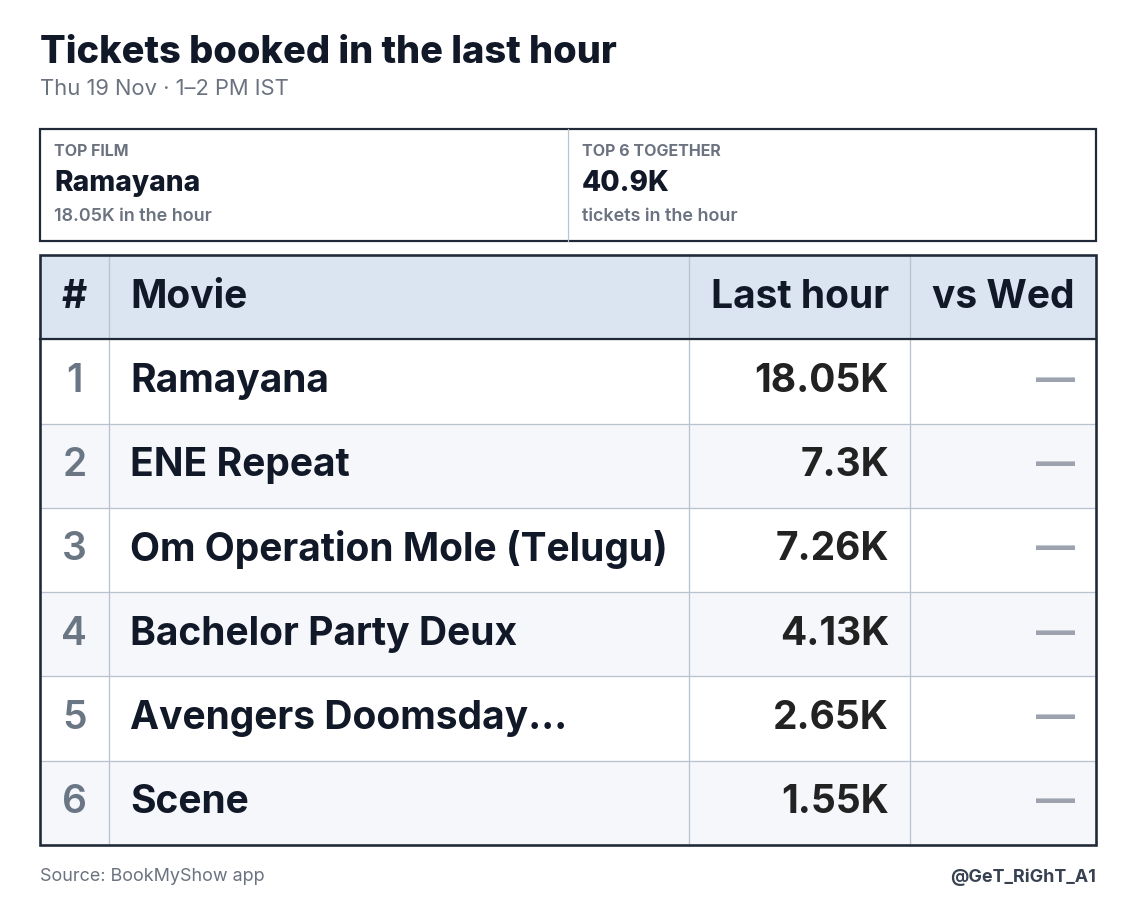 Tickets booked in the last hour
Thu 19 Nov · 1–2 PM IST
TOP FILM
Ramayana
18.05K in the hour
TOP 6 TOGETHER
40.9K
tickets in the hour
# Movie Last hour vs Wed
1 Ramayana 18.05K —
2 ENE Repeat 7.3K —
3 Om Operation Mole (Telugu) 7.26K —
4 Bachelor Party Deux 4.13K —
5 Avengers Doomsday… 2.65K —
6 Scene 1.55K —
Source: BookMyShow app
@GeT_RiGhT_A1